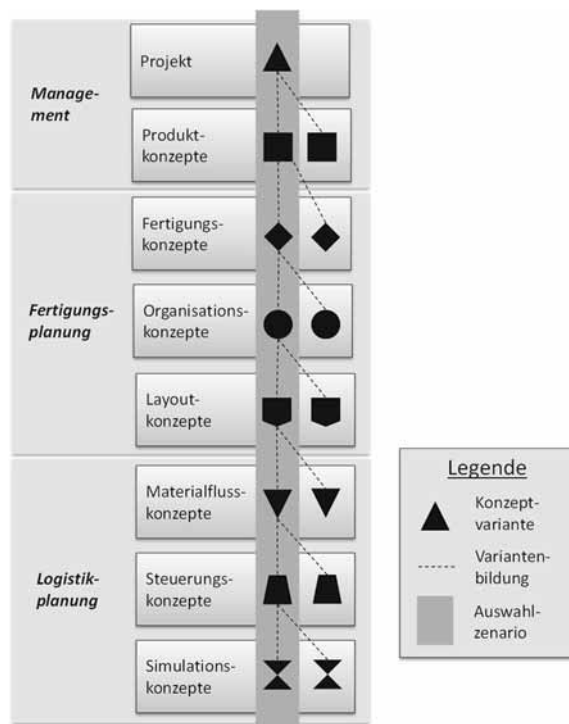 Manage-
ment
Projekt
Produkt-
konzepte
Fertigungs-
planung
Fertigungs-
konzepte
Organisations-
konzepte
Layout-
konzepte
Logistik-
planung
Materialfluss-
konzepte
Steuerungs-
konzepte
Simulations-
konzepte
Legende
Konzept-
variante
Varianten-
bildung
Auswahl-
zenario